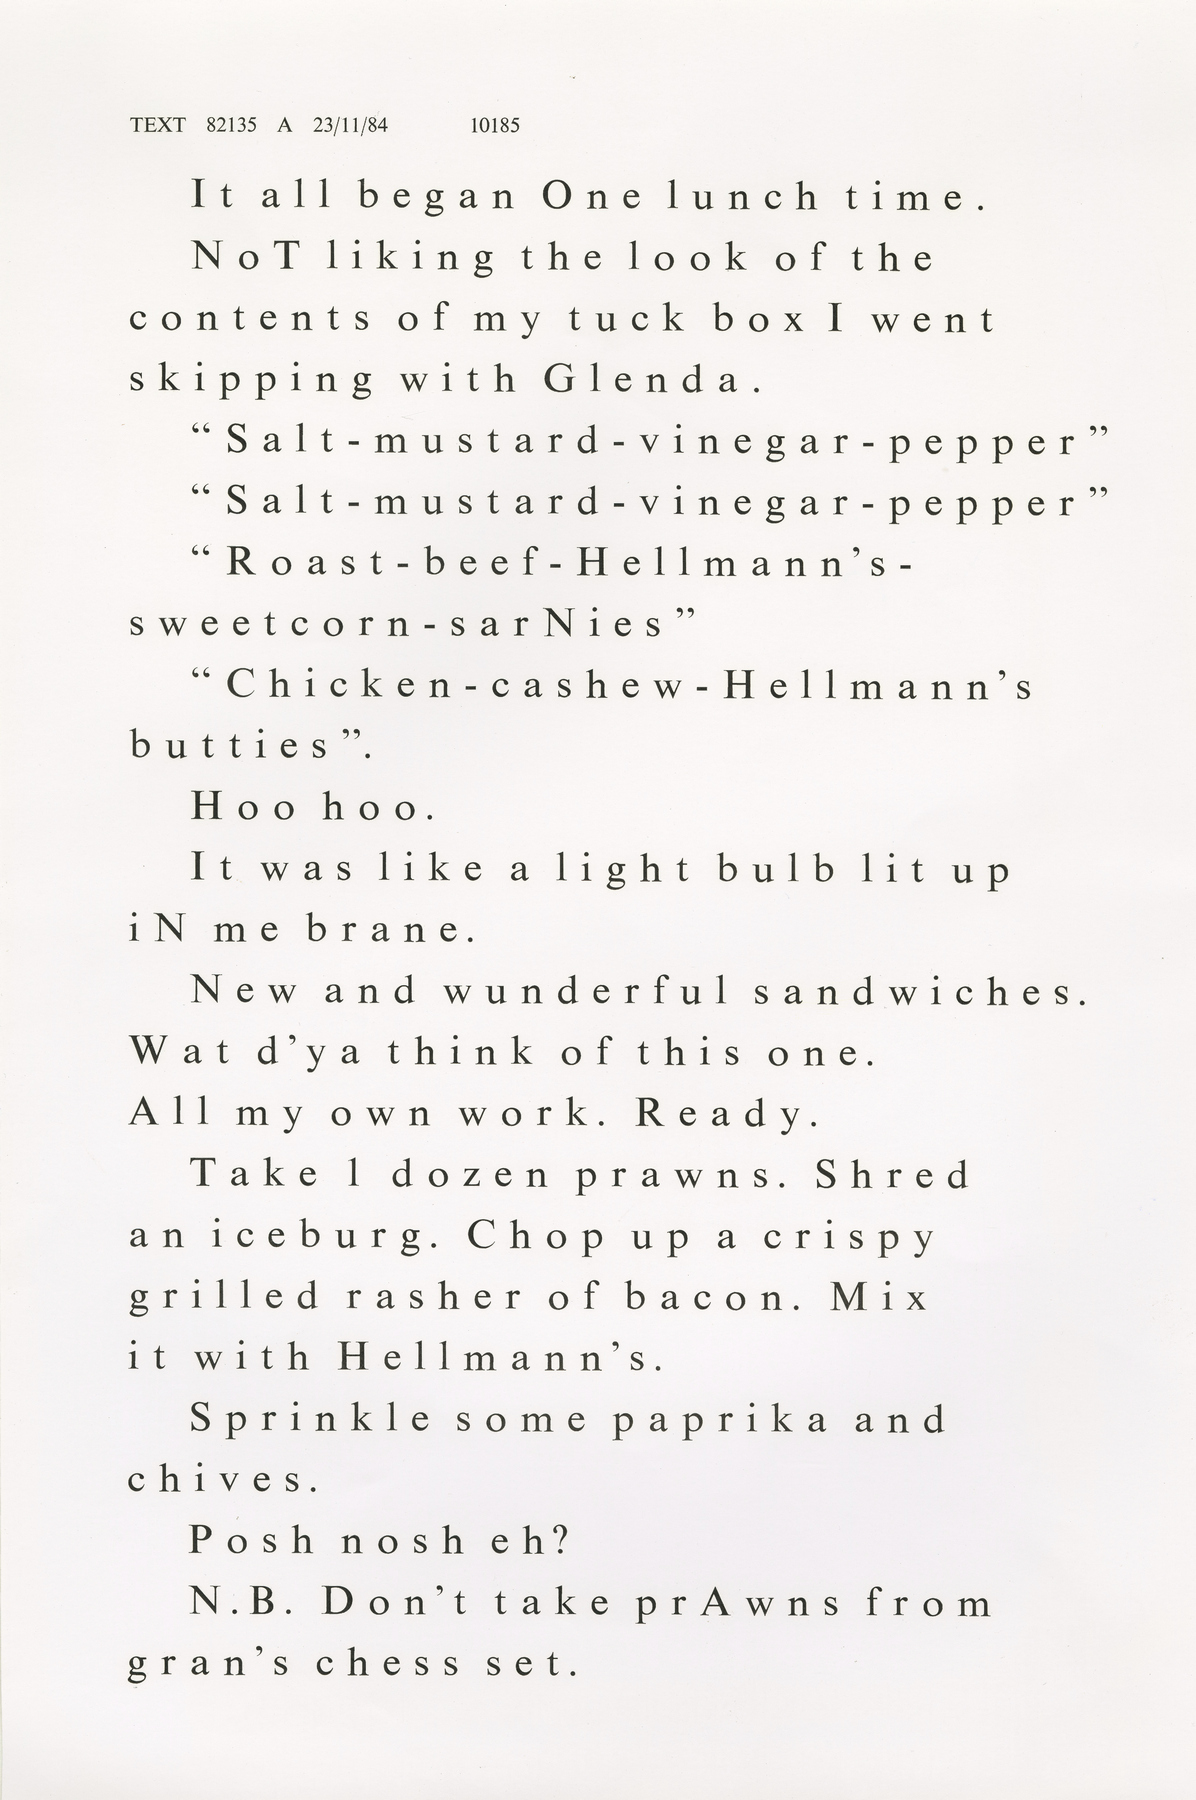 TEXT 82135 A 23/11/84 10185
It all began One lunch time.
NoT liking the look of the
contents of my tuck box I went
skipping with Glenda.
“Salt-mustard-vinegar-pepper”
“Salt-mustard-vinegar-pepper”
“Roast-beef-Hellmann’s-
sweetcorn-sarNies”
“Chicken-cashew-Hellmann’s
butties”.
Hoo hoo.
It was like a light bulb lit up
iN me brane.
New and wunderful sandwiches.
Wat d’ya think of this one.
All my own work. Ready.
Take 1 dozen prawns. Shred
an iceburg. Chop up a crispy
grilled rasher of bacon. Mix
it with Hellmann’s.
Sprinkle some paprika and
chives.
Posh nosh eh?
N.B. Don’t take prAwns from
gran’s chess set.